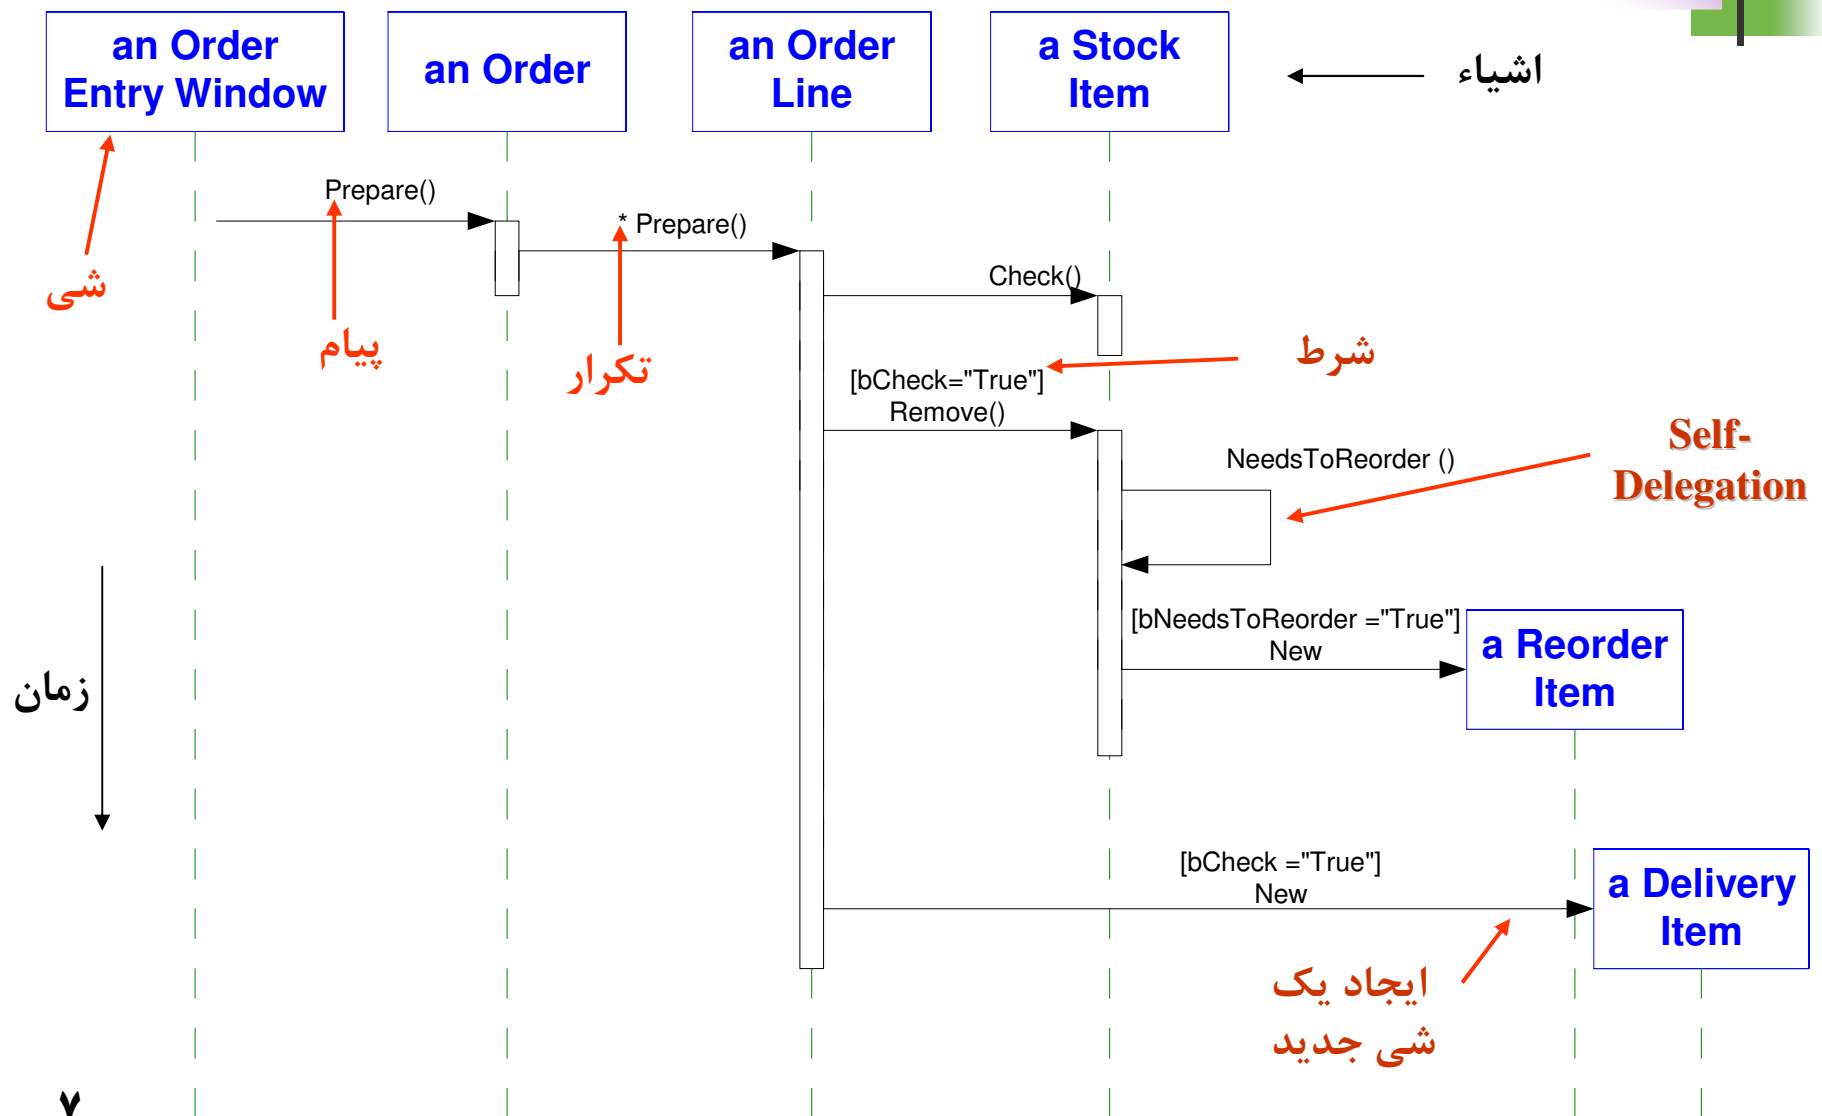 an Order
Entry Window
an Order
an Order
Line
a Stock
Item
اشیاء
Prepare()
* Prepare()
شی
پیام
تکرار
Check()
شرط
[bCheck="True"]
Remove()
NeedsToReorder ()
Self-
Delegation
[bNeedsToReorder ="True"]
New
a Reorder
Item
زمان
[bCheck ="True"]
New
a Delivery
Item
ایجاد یک
شی جدید
۷